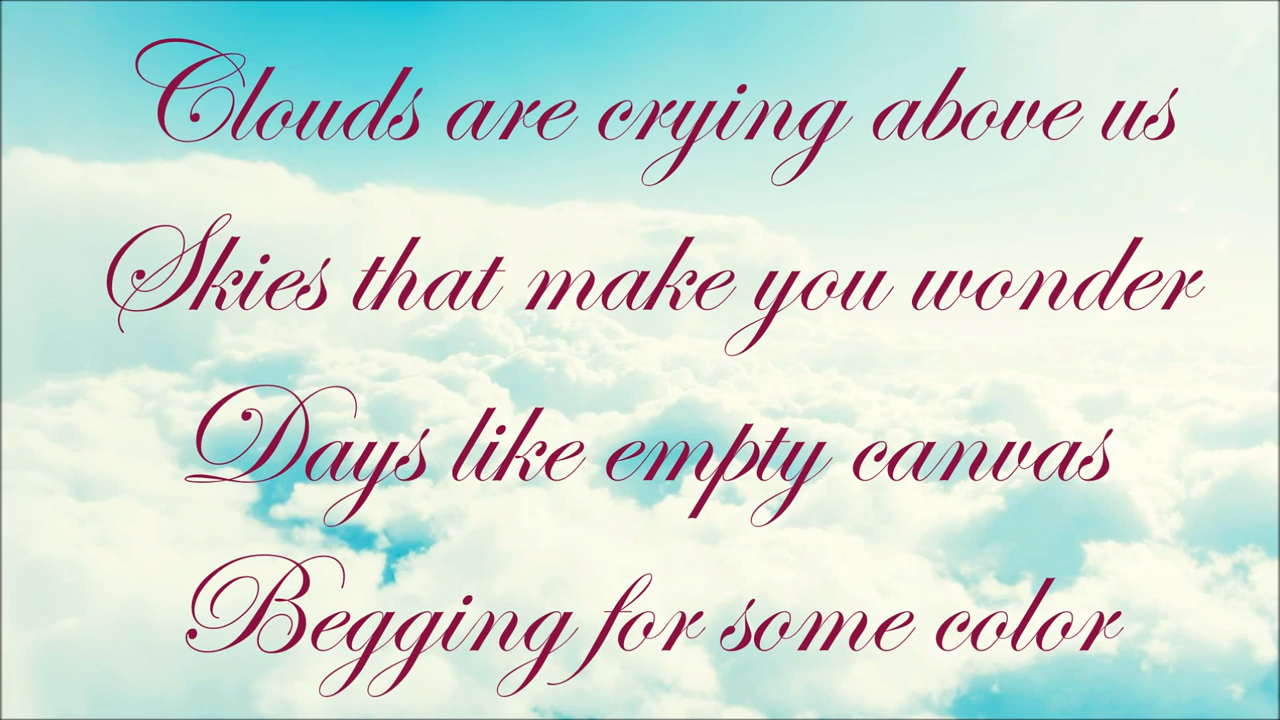 Clouds are crying above us
Skies that make you wonder
Days like empty canvas
Begging for some color